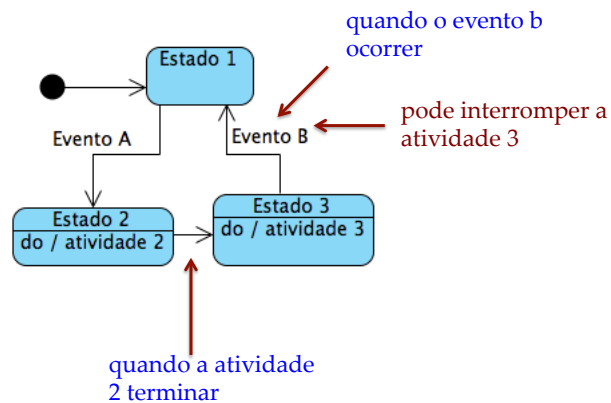 quando o evento b
ocorrer
Estado 1
pode interromper a
atividade 3
Evento A
Evento B
Estado 2
do / atividade 2
Estado 3
do / atividade 3
quando a atividade
2 terminar